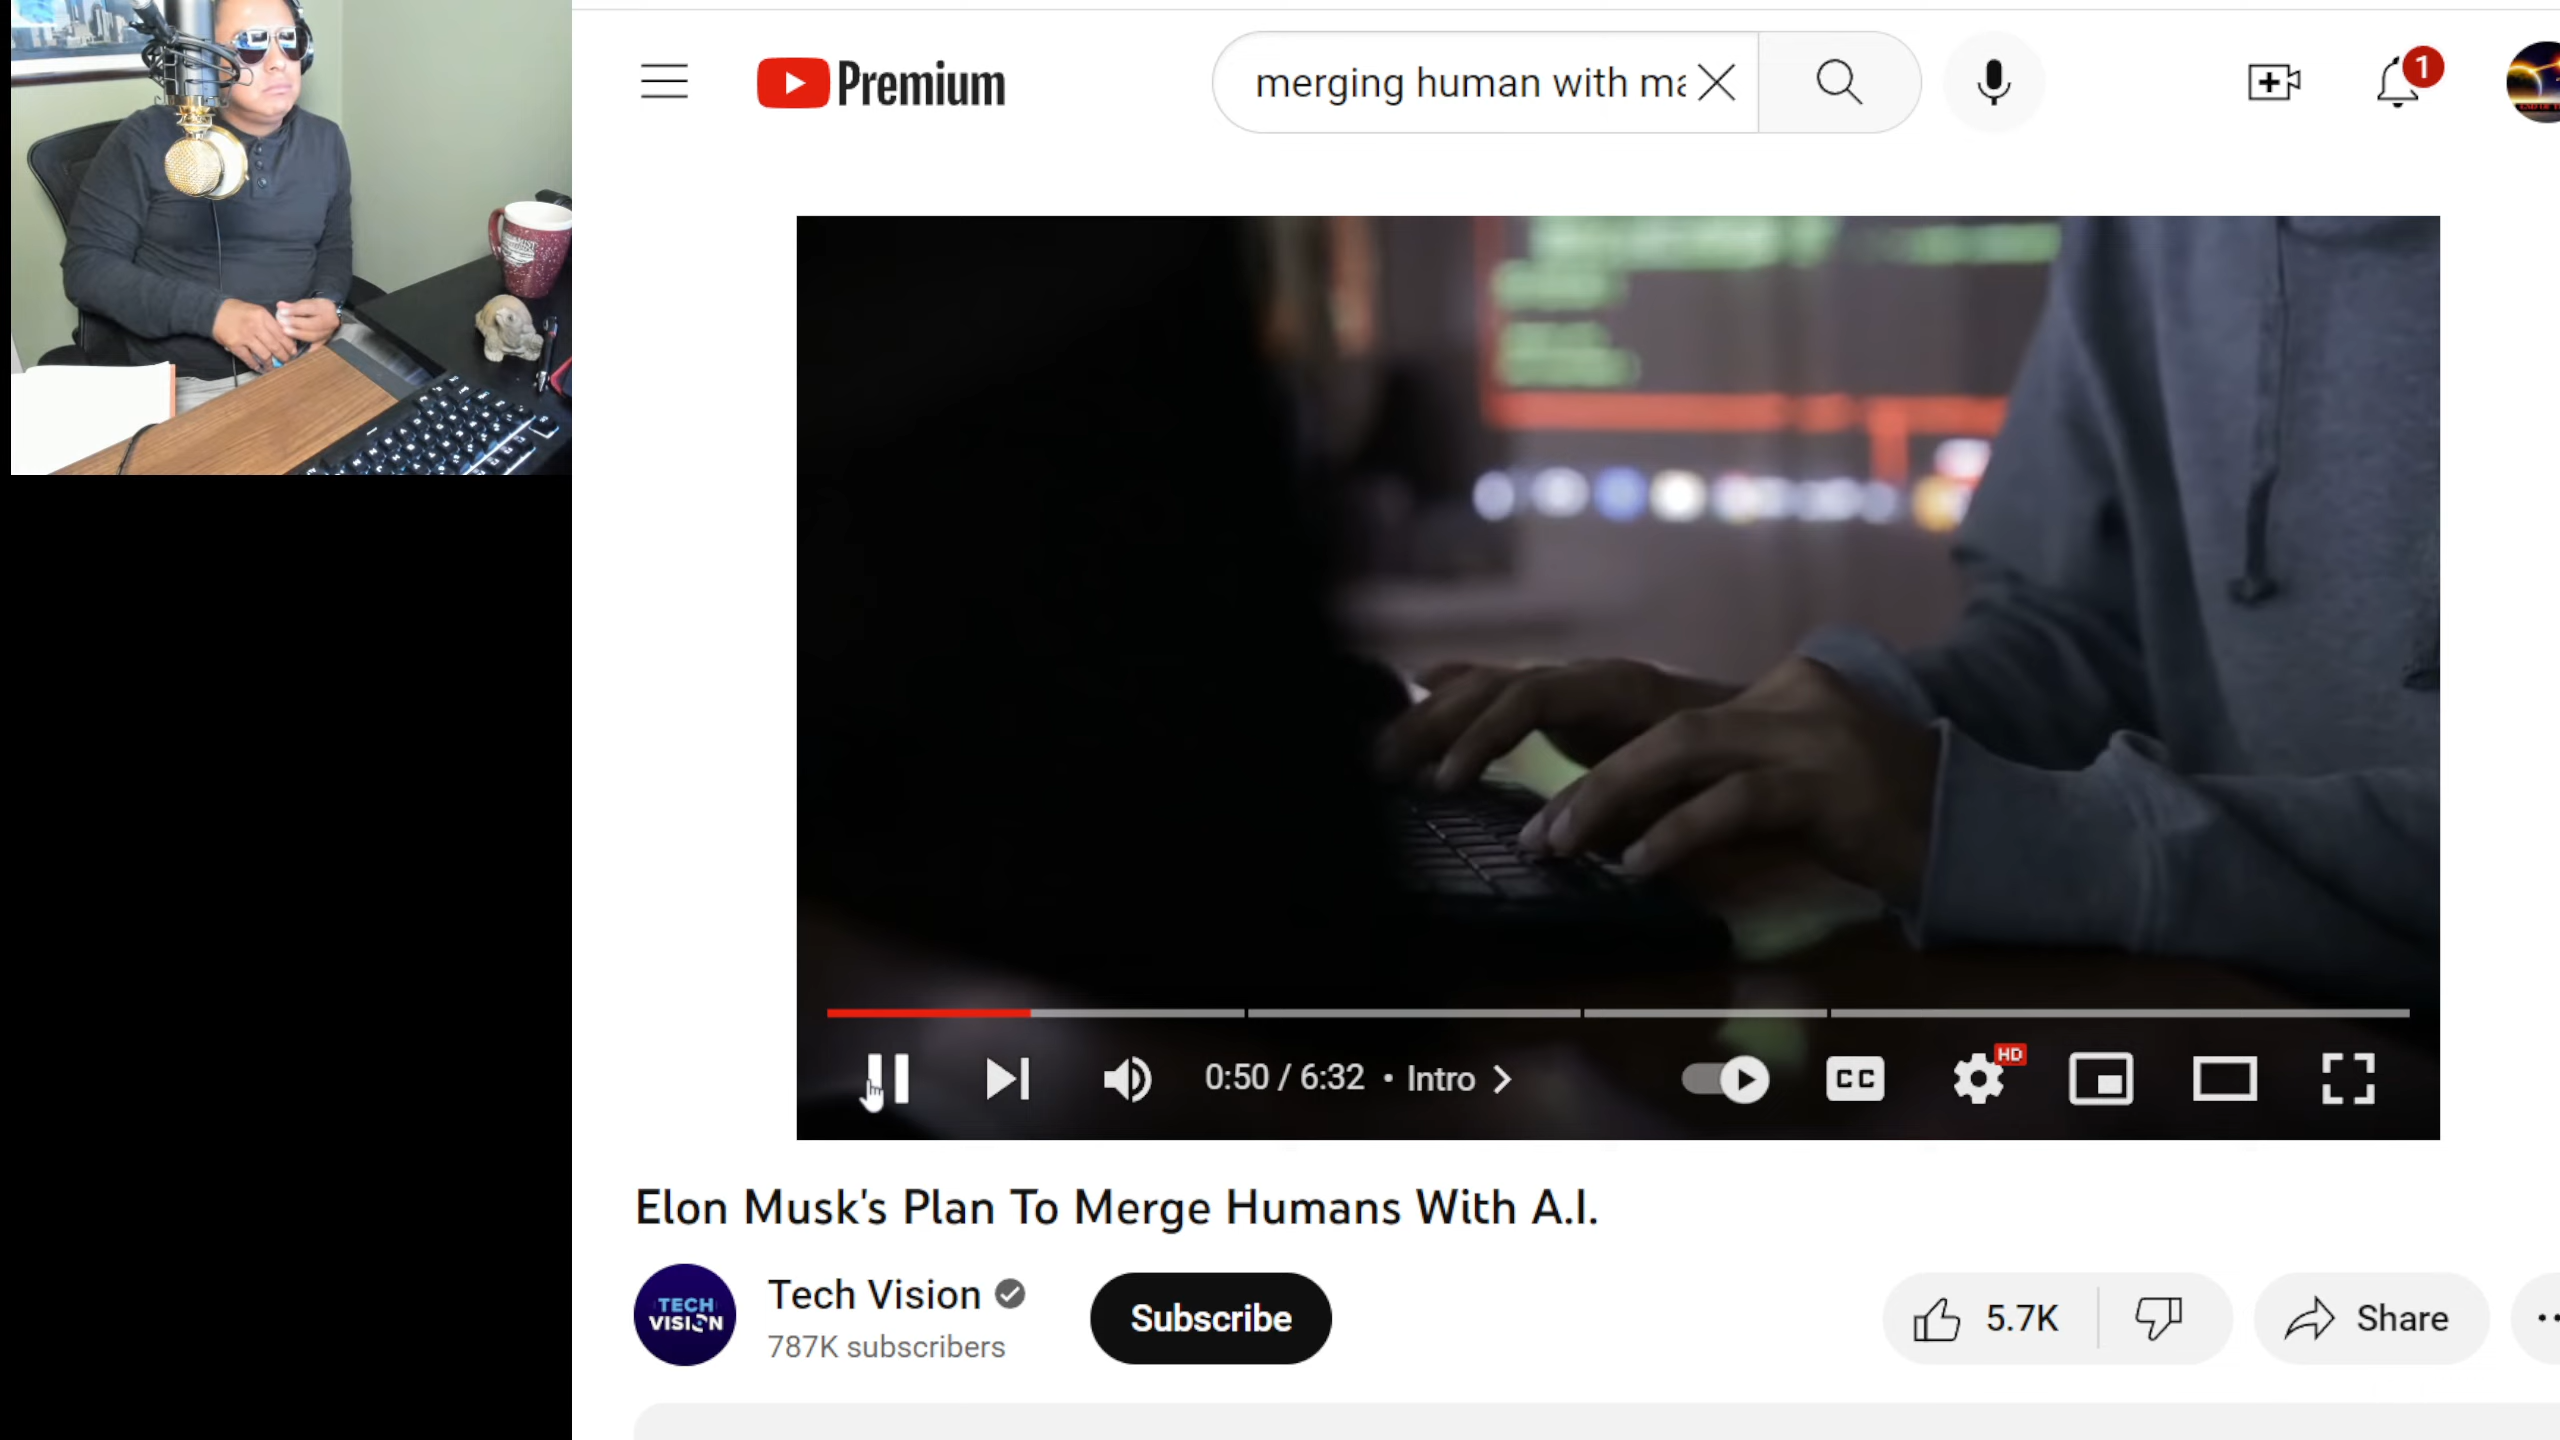 Premium
merging human with ma
1
0:50 / 6:32 • Intro
CC
HD
Elon Musk's Plan To Merge Humans With A.I.
TECH
VISION
Tech Vision
787K subscribers
Subscribe
5.7K
Share